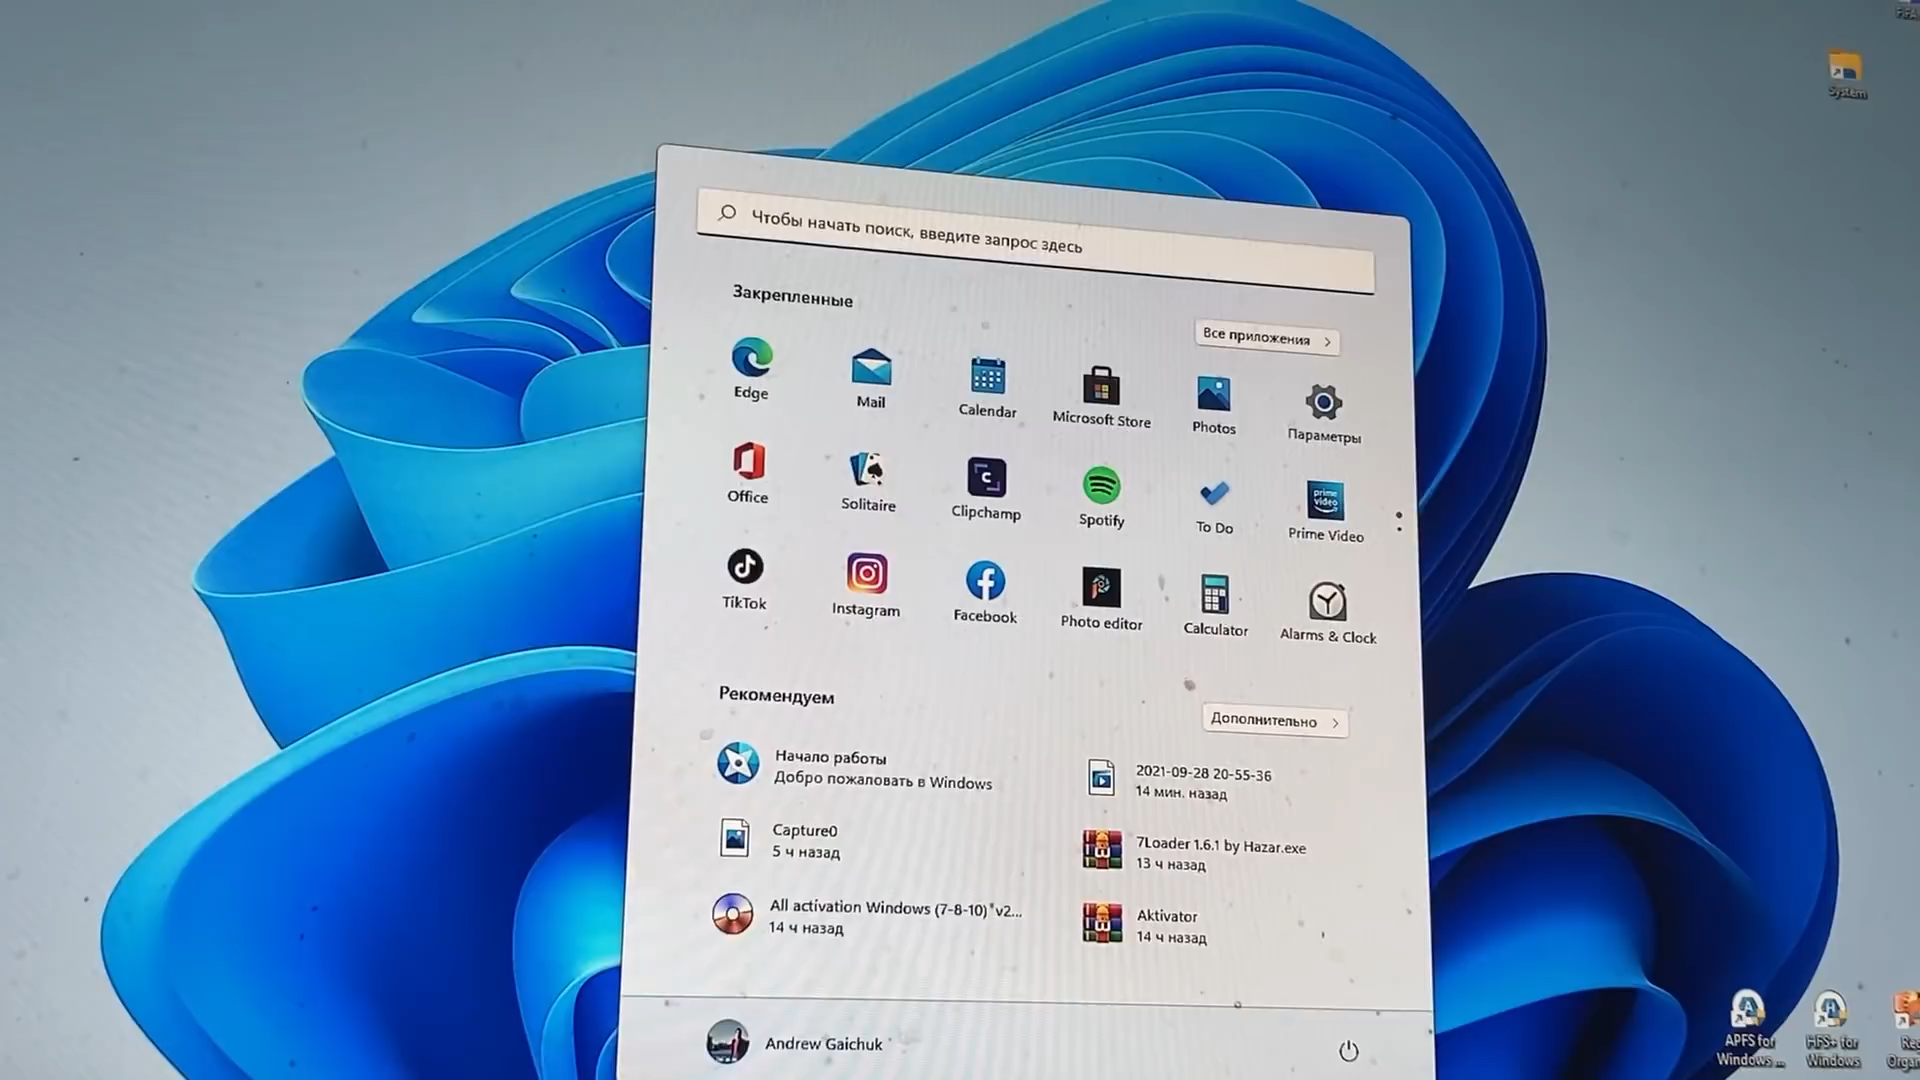 System
Чтобы начать поиск, введите запрос здесь
Закрепленные
Все приложения
Edge
Mail
Calendar
Microsoft Store
Photos
Параметры
Office
Solitaire
Clipchamp
Spotify
To Do
prime video
Prime Video
TikTok
Instagram
Facebook
Photo editor
Calculator
Alarms & Clock
Рекомендуем
Дополнительно
Начало работы
Добро пожаловать в Windows
2021-09-28 20-55-36
14 мин. назад
Capture0
5 ч назад
7Loader 1.6.1 by Hazar.exe
13 ч назад
All activation Windows (7-8-10) v2...
14 ч назад
Aktivator
14 ч назад
Andrew Gaichuk
APFS for
Windows ...
HFS+ for
Windows